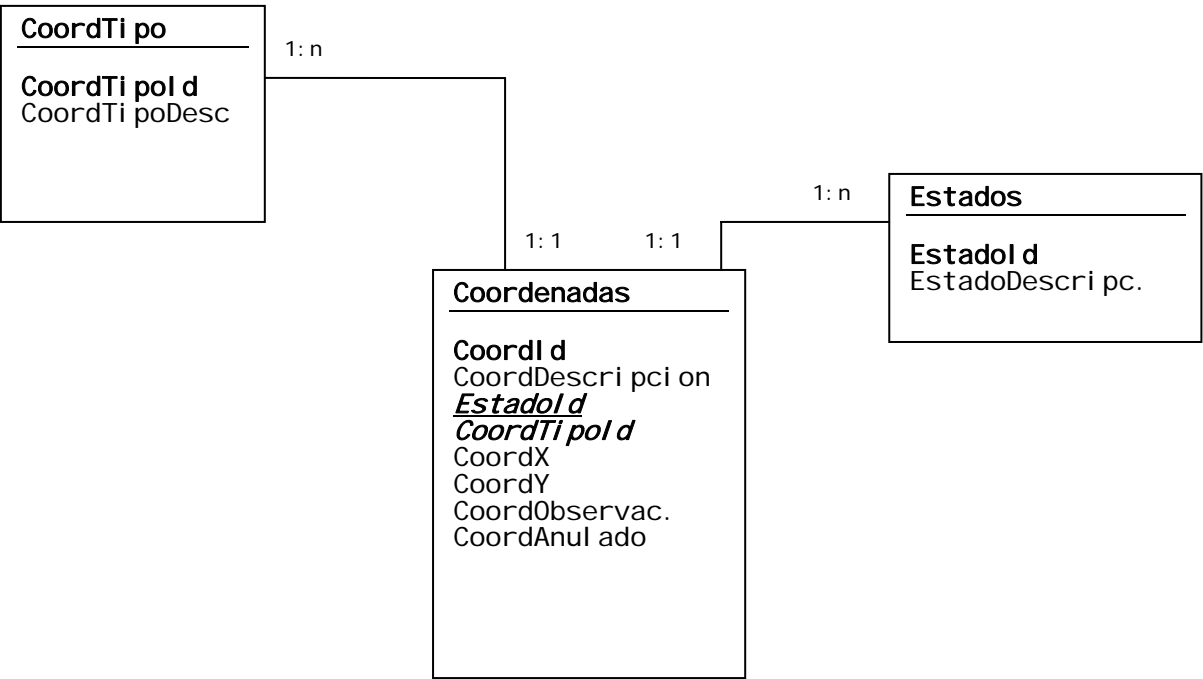 CoordTipo
CoordTipoId
CoordTipoDesc
1:n
1:n
Estados
EstadoId
EstadoDescripc.
1:1
1:1
Coordenadas
CoordId
CoordDescripcion
EstadoId
CoordTipoId
CoordX
CoordY
CoordObservac.
CoordAnulado